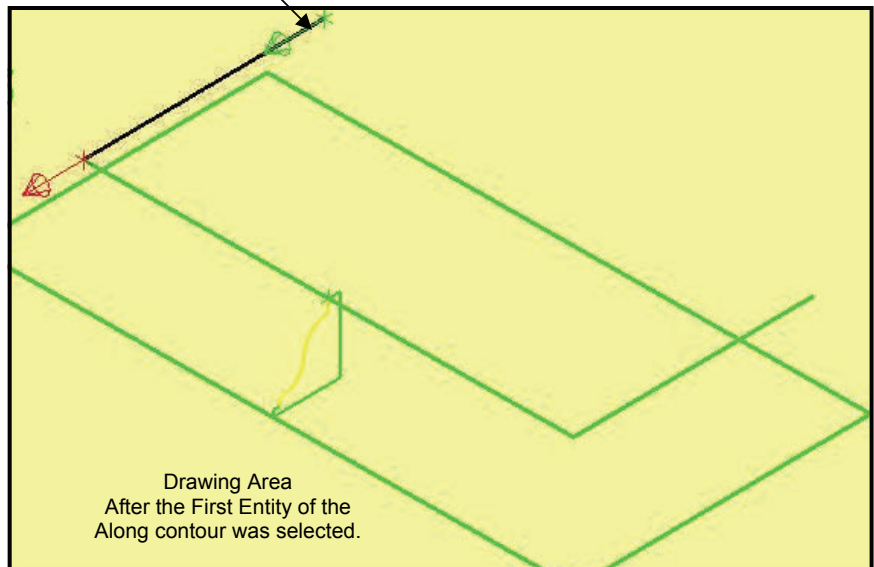 Drawing Area
After the First Entity of the
Along contour was selected.